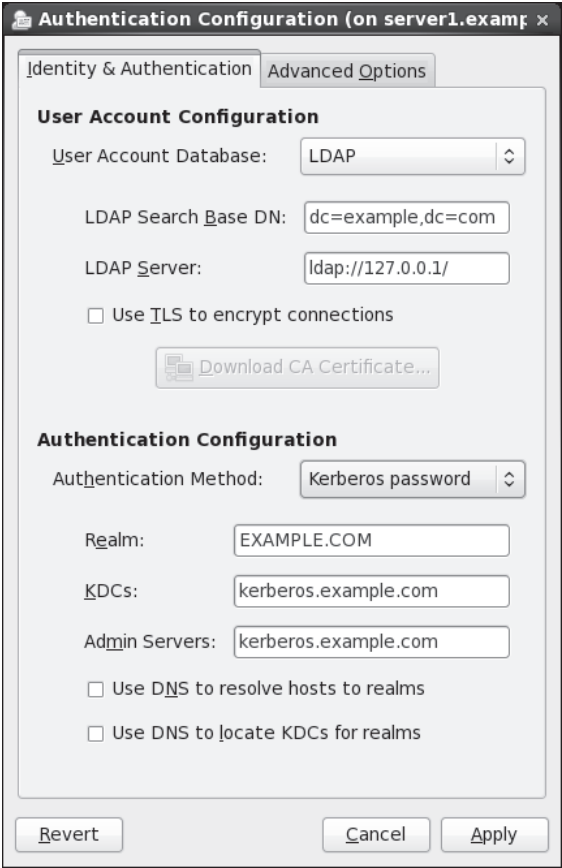 Authentication Configuration (on server1.examp
Identity & Authentication
Advanced Options
User Account Configuration
User Account Database: LDAP
LDAP Search Base DN: dc=example,dc=com
LDAP Server: ldap://127.0.0.1/
Use TLS to encrypt connections
Download CA Certificate...
Authentication Configuration
Authentication Method: Kerberos password
Realm: EXAMPLE.COM
KDCs: kerberos.example.com
Admin Servers: kerberos.example.com
Use DNS to resolve hosts to realms
Use DNS to locate KDCs for realms
Revert Cancel Apply